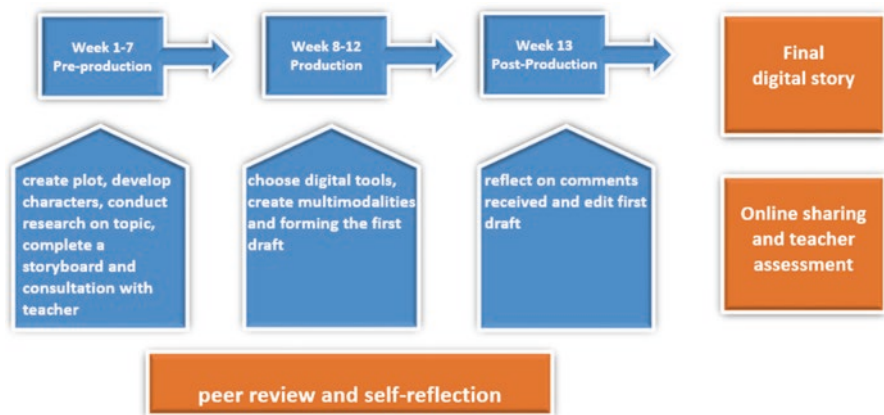 Week 1-7
Pre-production
Week 8-12
Production
Week 13
Post-Production
Final
digital story
create plot, develop
characters, conduct
research on topic,
complete a
storyboard and
consultation with
teacher
choose digital tools,
create multimodalities
and forming the first
draft
reflect on comments
received and edit first
draft
Online sharing
and teacher
assessment
peer review and self-reflection